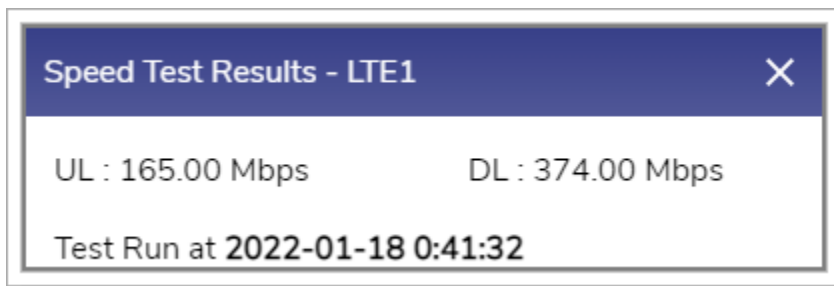 Speed Test Results - LTE1
UL : 165.00 Mbps DL : 374.00 Mbps
Test Run at 2022-01-18 0:41:32